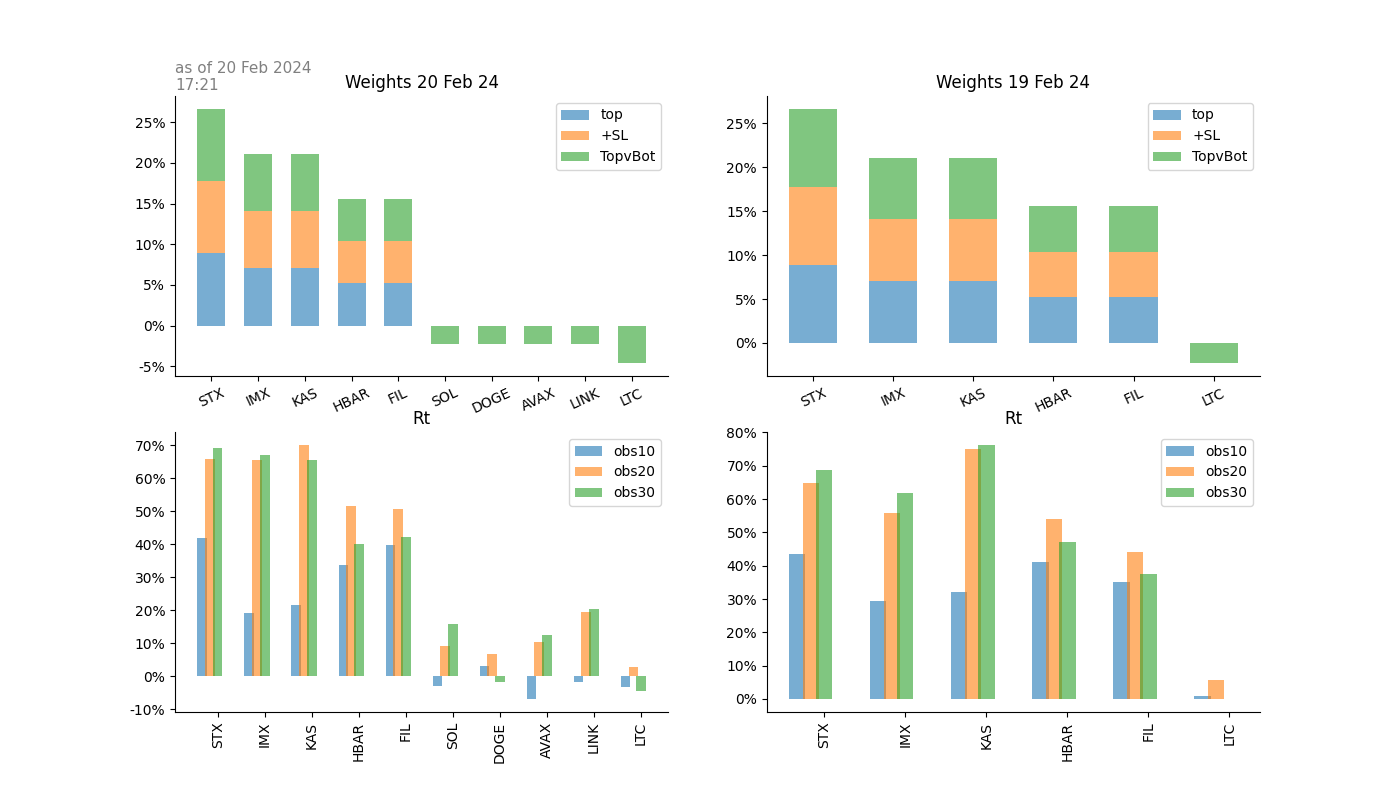 as of 20 Feb 2024
17:21
Weights 20 Feb 24
25%
20%
15%
10%
5%
0%
-5%
top
+SL
TopvBot
STX
IMX
KAS
HBAR
FIL
SOL
DOGE
AVAX
LINK
LTC
Weights 19 Feb 24
25%
20%
15%
10%
5%
0%
top
+SL
TopvBot
STX
IMX
KAS
HBAR
FIL
LTC
Rt
70%
60%
50%
40%
30%
20%
10%
0%
-10%
obs10
obs20
obs30
STX
IMX
KAS
HBAR
FIL
SOL
DOGE
AVAX
LINK
LTC
Rt
80%
70%
60%
50%
40%
30%
20%
10%
0%
obs10
obs20
obs30
STX
IMX
KAS
HBAR
FIL
LTC